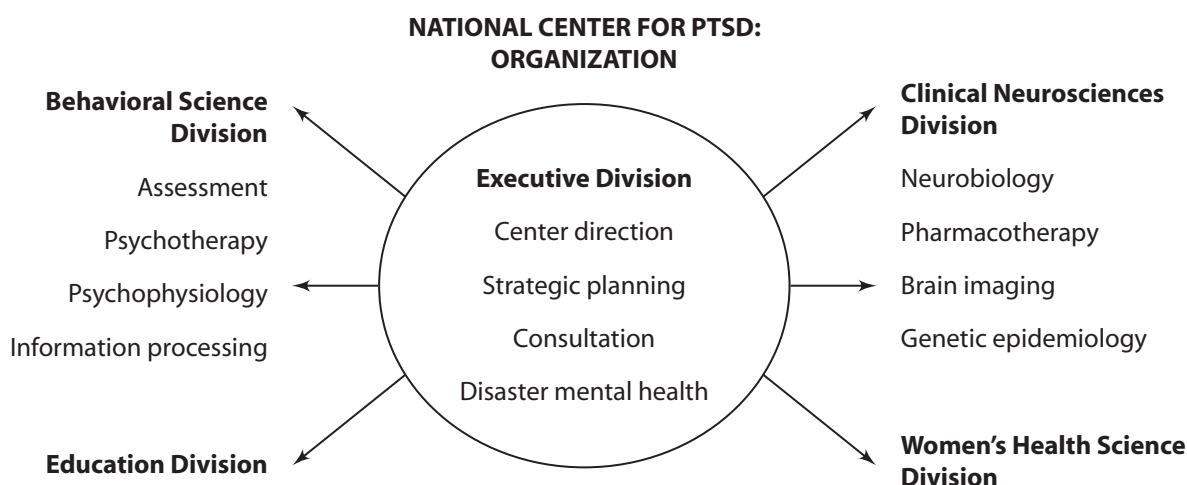 NATIONAL CENTER FOR PTSD:
ORGANIZATION
Behavioral Science
Division
Assessment
Psychotherapy
Psychophysiology
Information processing
Education Division
Executive Division
Center direction
Strategic planning
Consultation
Disaster mental health
Clinical Neurosciences
Division
Neurobiology
Pharmacotherapy
Brain imaging
Genetic epidemiology
Women’s Health Science
Division